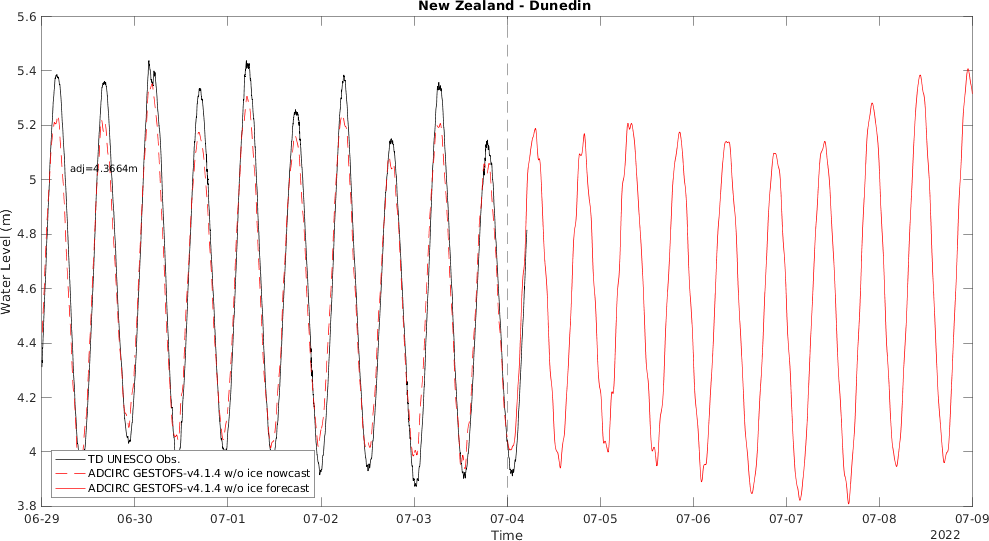 New Zealand - Dunedin
5.6
5.4
5.2
5
4.8
4.6
4.4
4.2
4
3.8
Water Level (m)
adj=4.3664m
TD UNESCO Obs.
ADCIRC GESTOFS-v4.1.4 w/o ice nowcast
ADCIRC GESTOFS-v4.1.4 w/o ice forecast
06-29 06-30 07-01 07-02 07-03 07-04 07-05 07-06 07-07 07-08 07-09
Time
2022